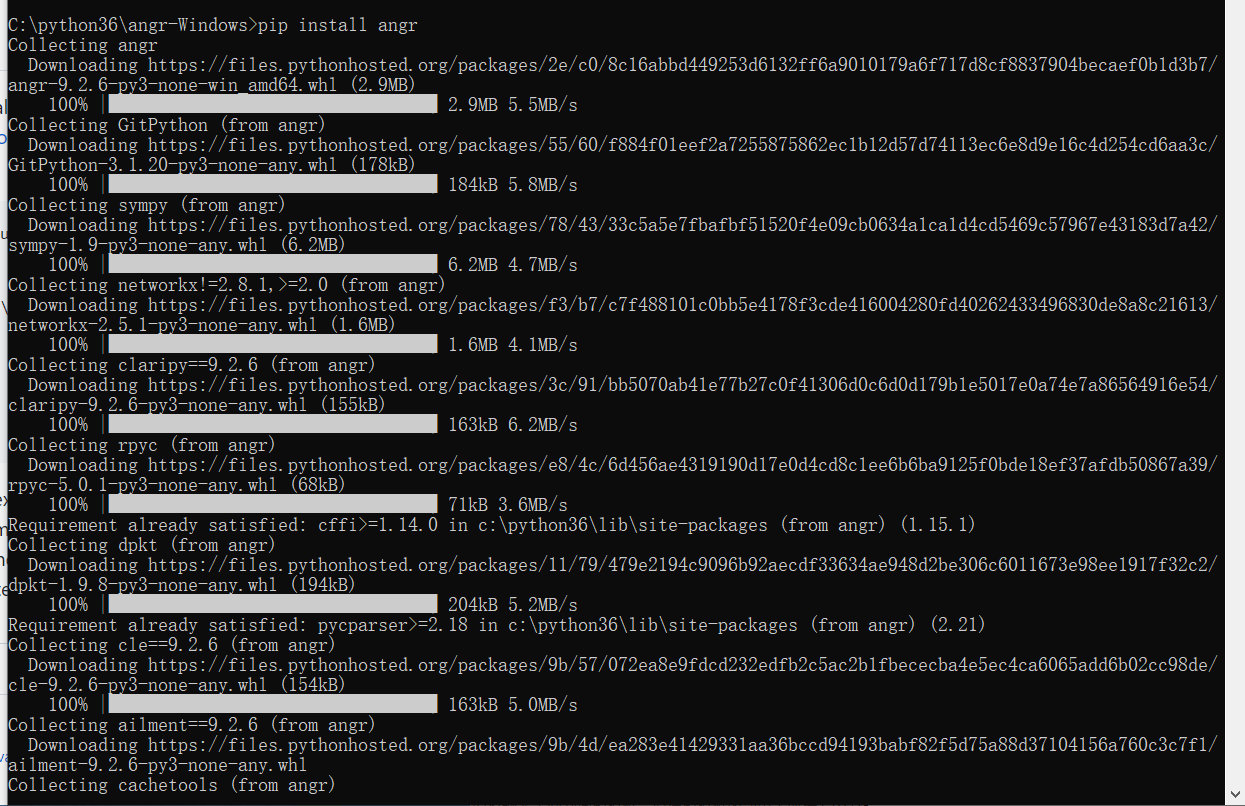 C:\python36\angr-Windows>pip install angr
Collecting angr
Downloading https://files.pythonhosted.org/packages/2e/c0/8c16abbd449253d6132ff6a9010179a6f717d8cf8837904becaef0b1d3b7/
angr-9.2.6-py3-none-win_amd64.whl (2.9MB)
100% 2.9MB 5.5MB/s
Collecting GitPython (from angr)
Downloading https://files.pythonhosted.org/packages/55/60/f884f01eef2a7255875862ec1b12d57d74113ec6e8d9e16c4d254cd6aa3c/
GitPython-3.1.20-py3-none-any.whl (178kB)
100% 184kB 5.8MB/s
Collecting sympy (from angr)
Downloading https://files.pythonhosted.org/packages/78/43/33c5a5e7fbafbf51520f4e09cb0634a1ca1d4cd5469c57967e43183d7a42/
sympy-1.9-py3-none-any.whl (6.2MB)
100% 6.2MB 4.7MB/s
Collecting networkx!=2.8.1,>=2.0 (from angr)
Downloading https://files.pythonhosted.org/packages/f3/b7/c7f488101c0bb5e4178f3cde416004280fd40262433496830de8a8c21613/
networkx-2.5.1-py3-none-any.whl (1.6MB)
100% 1.6MB 4.1MB/s
Collecting claripy==9.2.6 (from angr)
Downloading https://files.pythonhosted.org/packages/3c/91/bb5070ab41e77b27c0f41306d0c6d0d179b1e5017e0a74e7a86564916e54/
claripy-9.2.6-py3-none-any.whl (155kB)
100% 163kB 6.2MB/s
Collecting rpyc (from angr)
Downloading https://files.pythonhosted.org/packages/e8/4c/6d456ae4319190d17e0d4cd8c1ee6b6ba9125f0bde18ef37afdb50867a39/
rpyc-5.0.1-py3-none-any.whl (68kB)
100% 71kB 3.6MB/s
Requirement already satisfied: cffi>=1.14.0 in c:\python36\lib\site-packages (from angr) (1.15.1)
Collecting dpkt (from angr)
Downloading https://files.pythonhosted.org/packages/11/79/479e2194c9096b92aecdf33634ae948d2be306c6011673e98ee1917f32c2/
dpkt-1.9.8-py3-none-any.whl (194kB)
100% 204kB 5.2MB/s
Requirement already satisfied: pycparser>=2.18 in c:\python36\lib\site-packages (from angr) (2.21)
Collecting cle==9.2.6 (from angr)
Downloading https://files.pythonhosted.org/packages/9b/57/072ea8e9fdcd232edfb2c5ac2b1fbececba4e5ec4ca6065add6b02cc98de/
cle-9.2.6-py3-none-any.whl (154kB)
100% 163kB 5.0MB/s
Collecting ailment==9.2.6 (from angr)
Downloading https://files.pythonhosted.org/packages/9b/4d/ea283e41429331aa36bccd94193babf82f5d75a88d37104156a760c3c7f1/
ailment-9.2.6-py3-none-any.whl
Collecting cachetools (from angr)